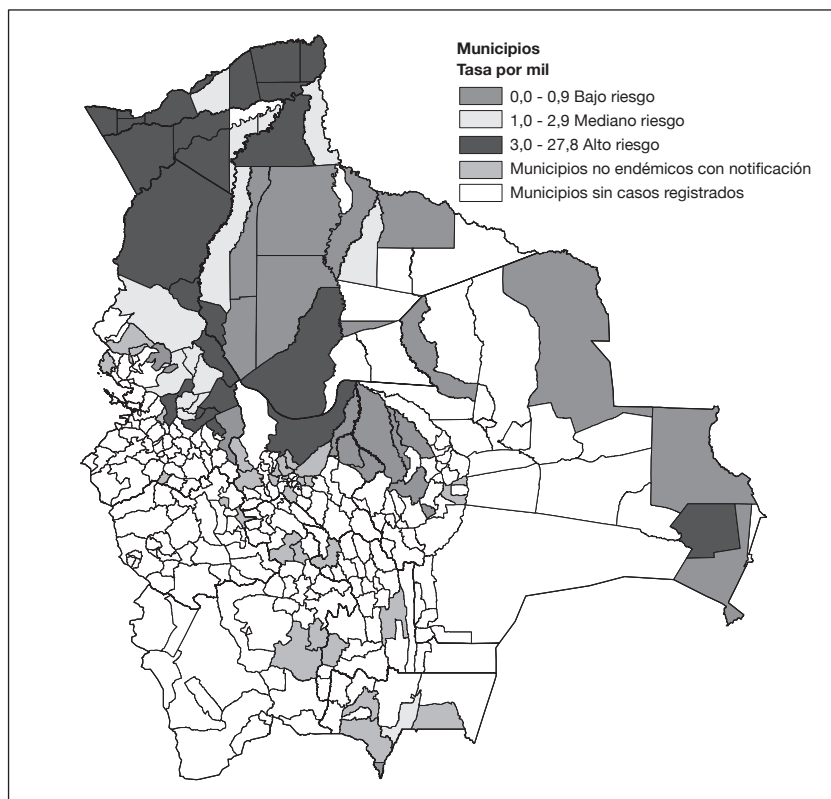 Municipios
Tasa por mil
0,0 - 0,9 Bajo riesgo
1,0 - 2,9 Mediano riesgo
3,0 - 27,8 Alto riesgo
Municipios no endémicos con notificación
Municipios sin casos registrados